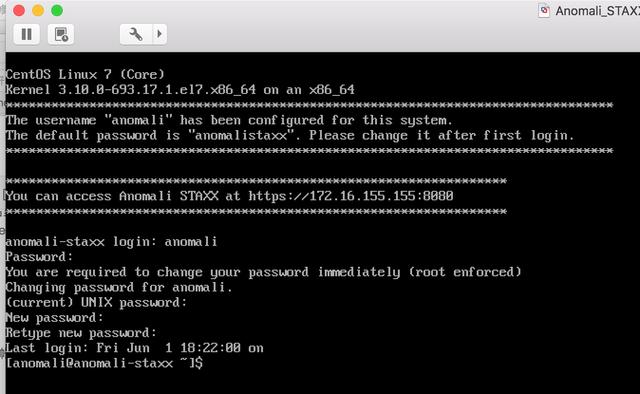 Anomali_STAX
CentOS Linux 7 (Core)
Kernel 3.10.0-693.17.1.el7.x86_64 on an x86_64
********************************************************************************
The username "anomali" has been configured for this system.
The default password is "anomalistaxx". Please change it after first login.
********************************************************************************
******************************************************************
You can access Anomali STAXX at https://172.16.155.155:8080
******************************************************************
anomali-staxx login: anomali
Password:
You are required to change your password immediately (root enforced)
Changing password for anomali.
(current) UNIX password:
New password:
Retype new password:
Last login: Fri Jun  1 18:22:00 on
[anomali@anomali-staxx ~]$